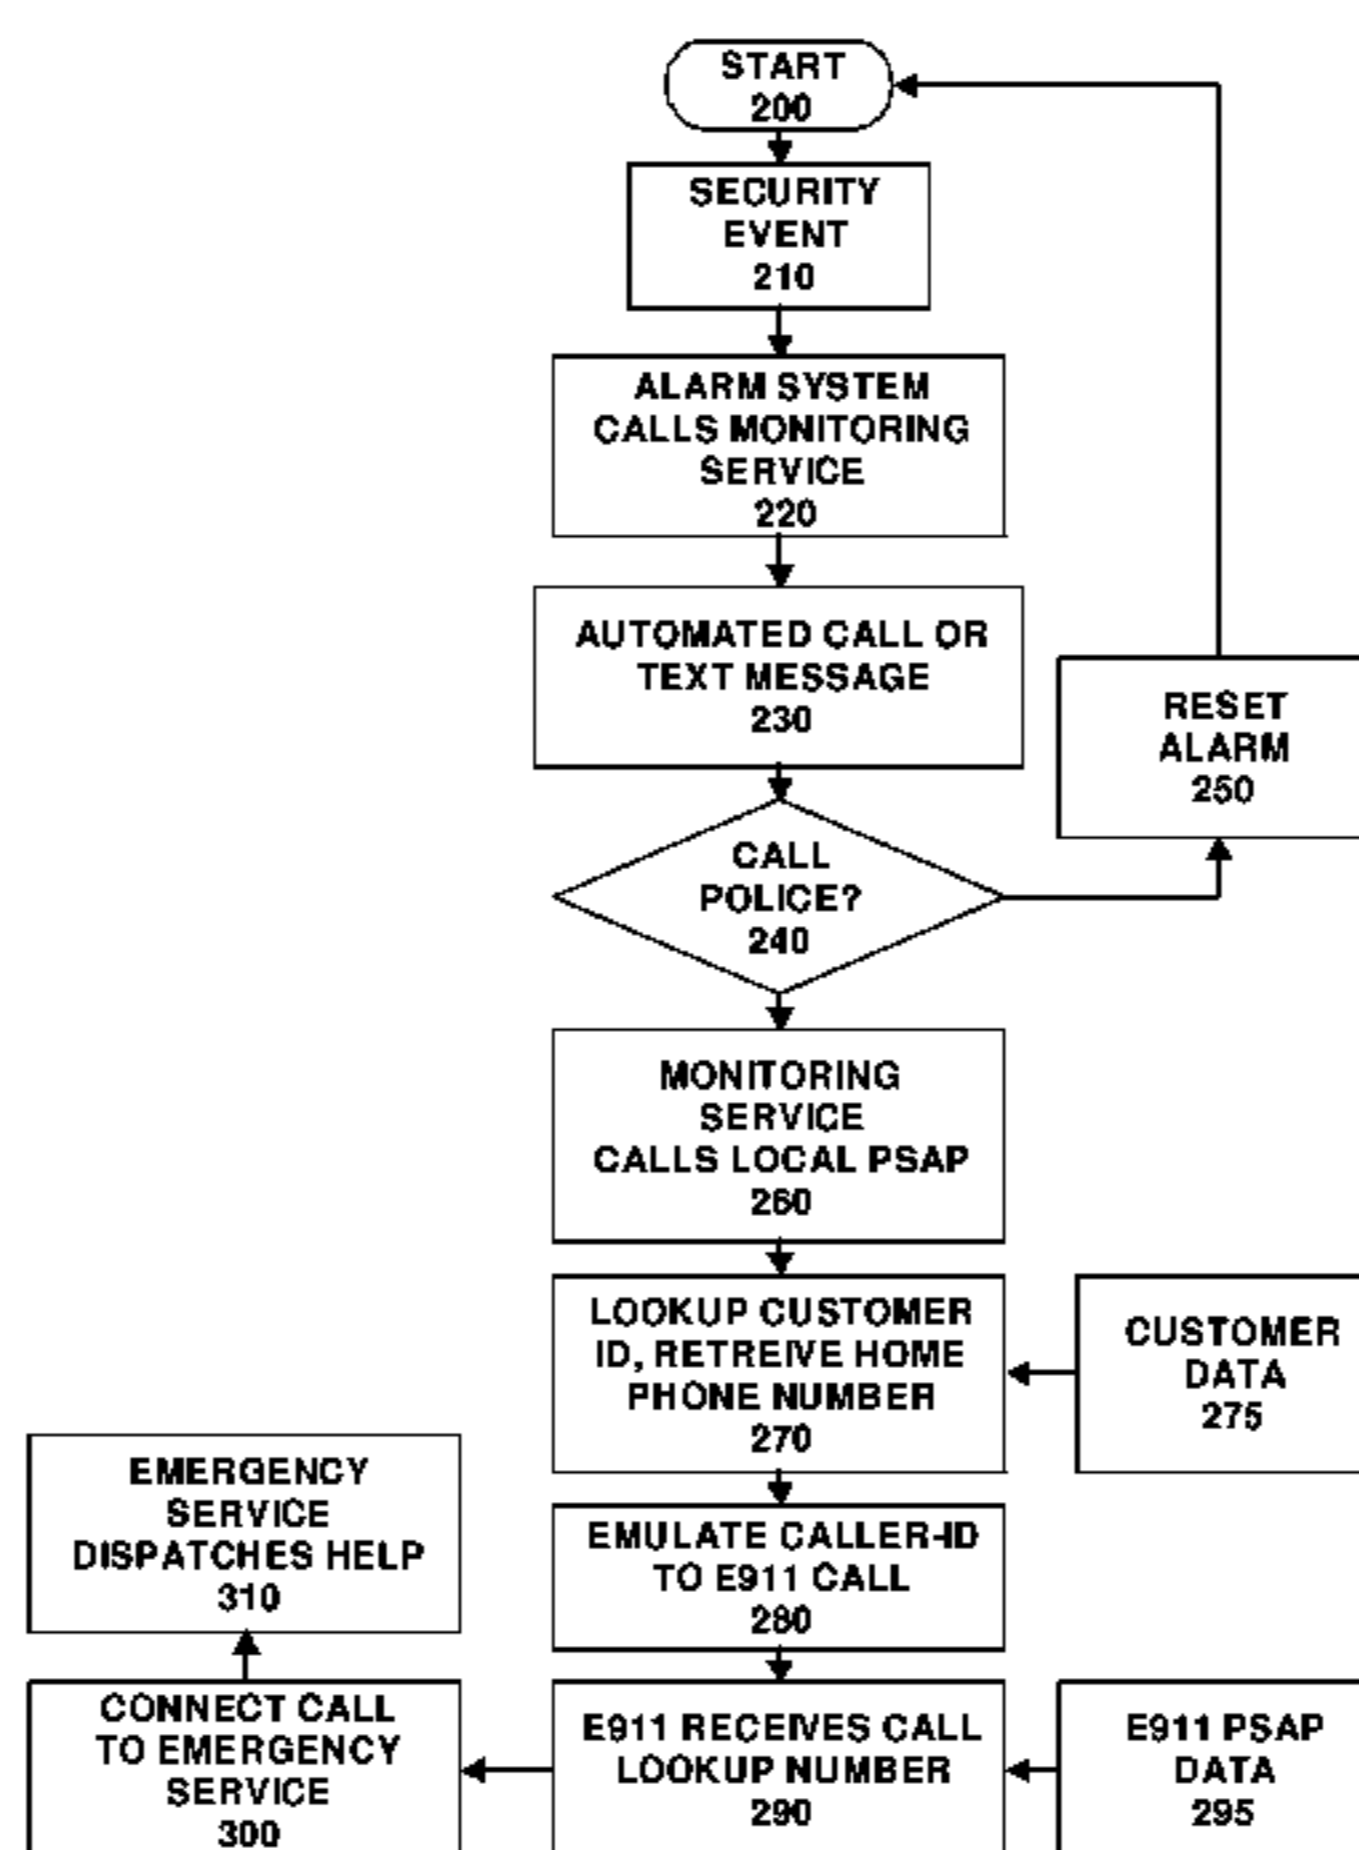 START
200
SECURITY
EVENT
210
ALARM SYSTEM
CALLS MONITORING
SERVICE
220
AUTOMATED CALL OR
TEXT MESSAGE
230
RESET
ALARM
250
CALL
POLICE?
240
MONITORING
SERVICE
CALLS LOCAL PSAP
260
LOOKUP CUSTOMER
ID, RETREIVE HOME
PHONE NUMBER
270
CUSTOMER
DATA
275
EMULATE CALLER-ID
TO E911 CALL
280
E911 RECEIVES CALL
LOOKUP NUMBER
290
E911 PSAP
DATA
295
CONNECT CALL
TO EMERGENCY
SERVICE
300
EMERGENCY
SERVICE
DISPATCHES HELP
310